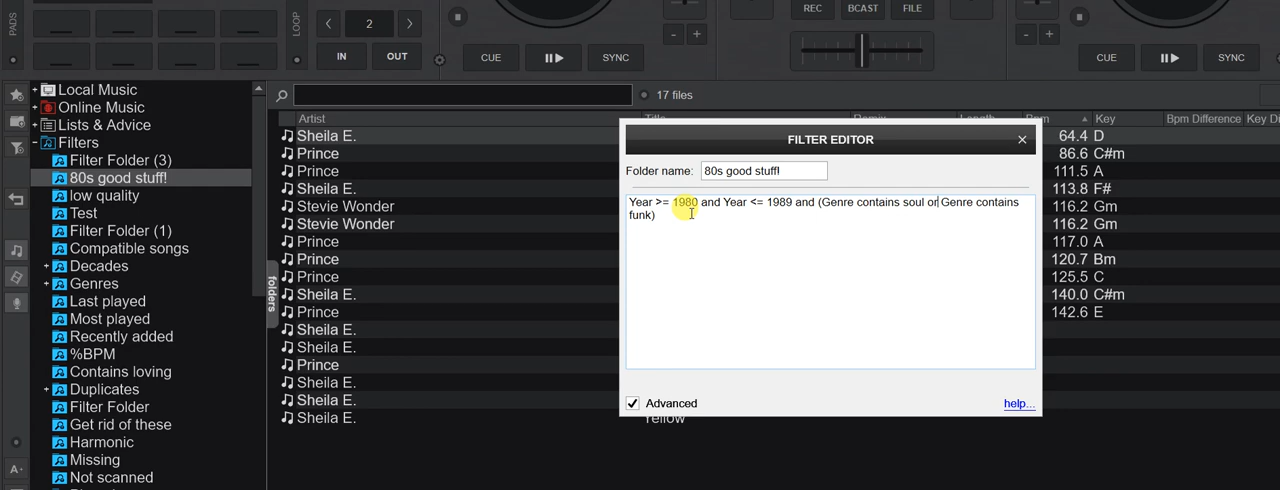 PADS
LOOP
2
IN
OUT
-
+
CUE
SYNC
REC
BCAST
FILE
-
+
CUE
SYNC
Local Music
Online Music
Lists & Advice
Filters
Filter Folder (3)
80s good stuff!
low quality
Test
Filter Folder (1)
Compatible songs
Decades
Genres
Last played
Most played
Recently added
%BPM
Contains loving
Duplicates
Filter Folder
Get rid of these
Harmonic
Missing
Not scanned
folders
17 files
Artist
Title
Remix
Length
Bpm
Key
Bpm Difference
Key Di
Sheila E. 64.4 D
Prince 86.6 C#m
Prince 111.5 A
Sheila E. 113.8 F#
Stevie Wonder 116.2 Gm
Stevie Wonder 116.2 Gm
Prince 117.0 A
Prince 120.7 Bm
Prince 125.5 C
Sheila E. 140.0 C#m
Prince 142.6 E
Sheila E.
Sheila E.
Prince
Sheila E.
Sheila E.
Sheila E. Yellow
FILTER EDITOR
Folder name: 80s good stuff!
Year >= 1980 and Year <= 1989 and (Genre contains soul or Genre contains
funk)
Advanced
help...
A+